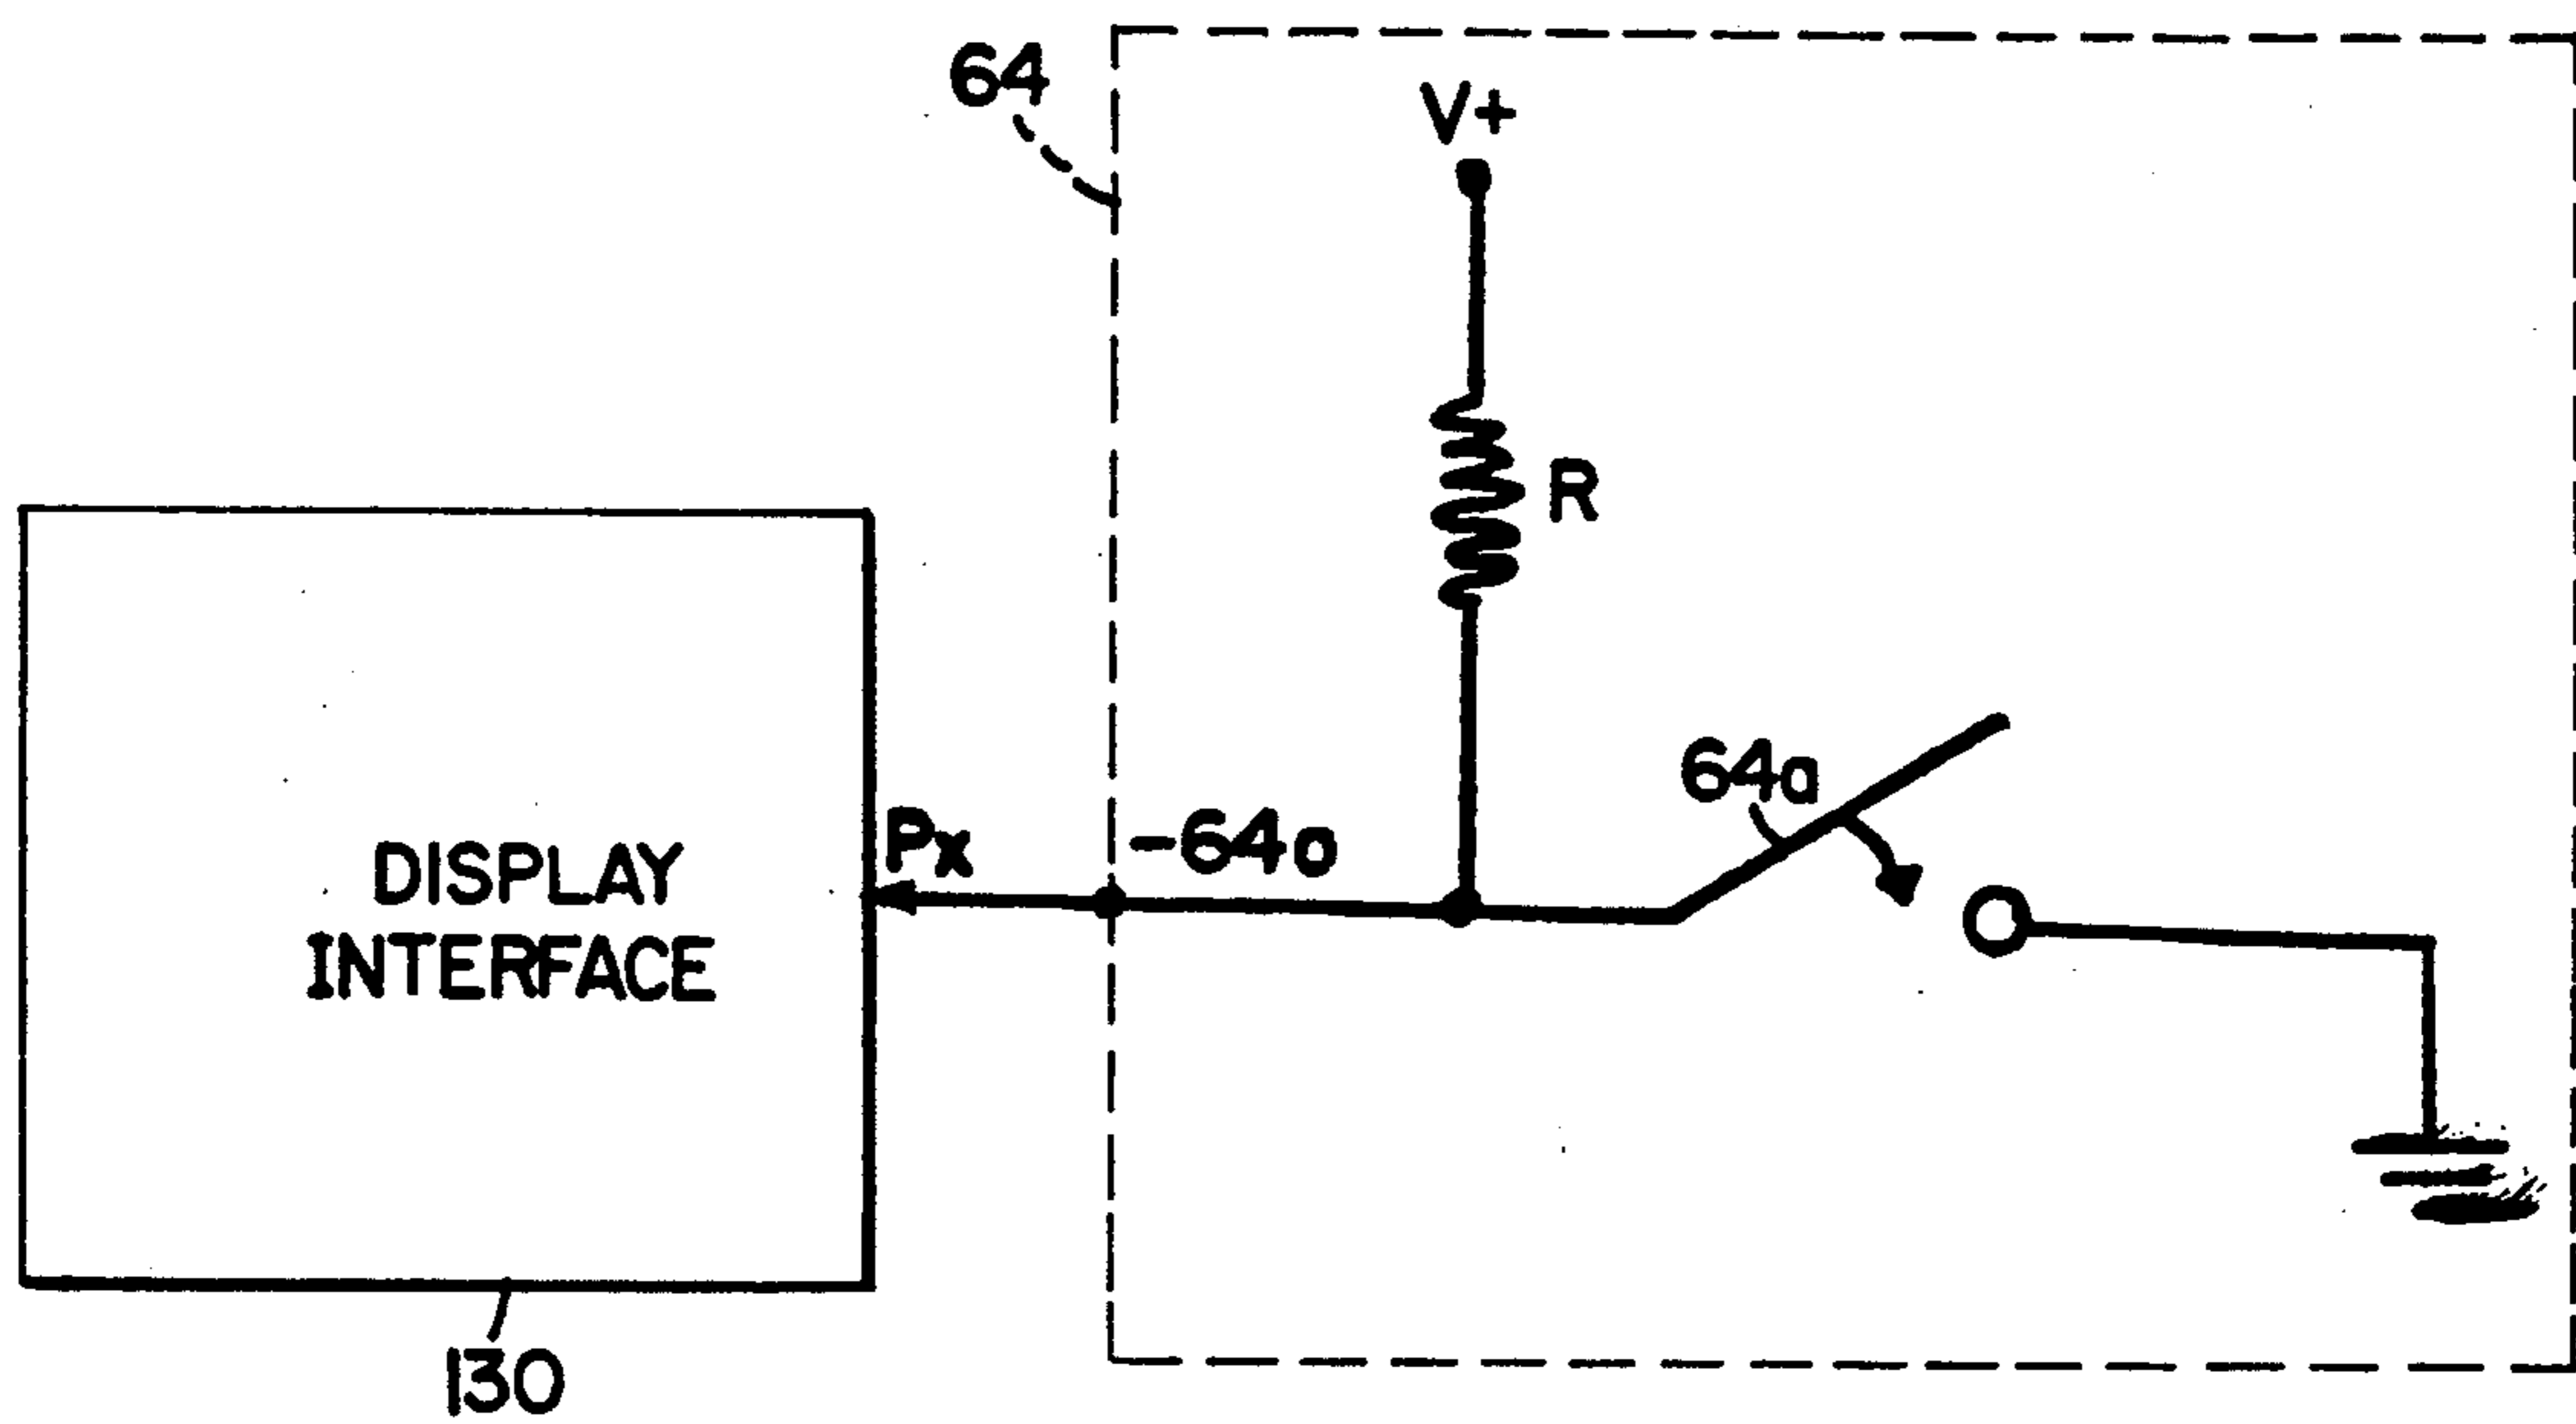 64
V+
R
64a
Px
-64o
DISPLAY
INTERFACE
130